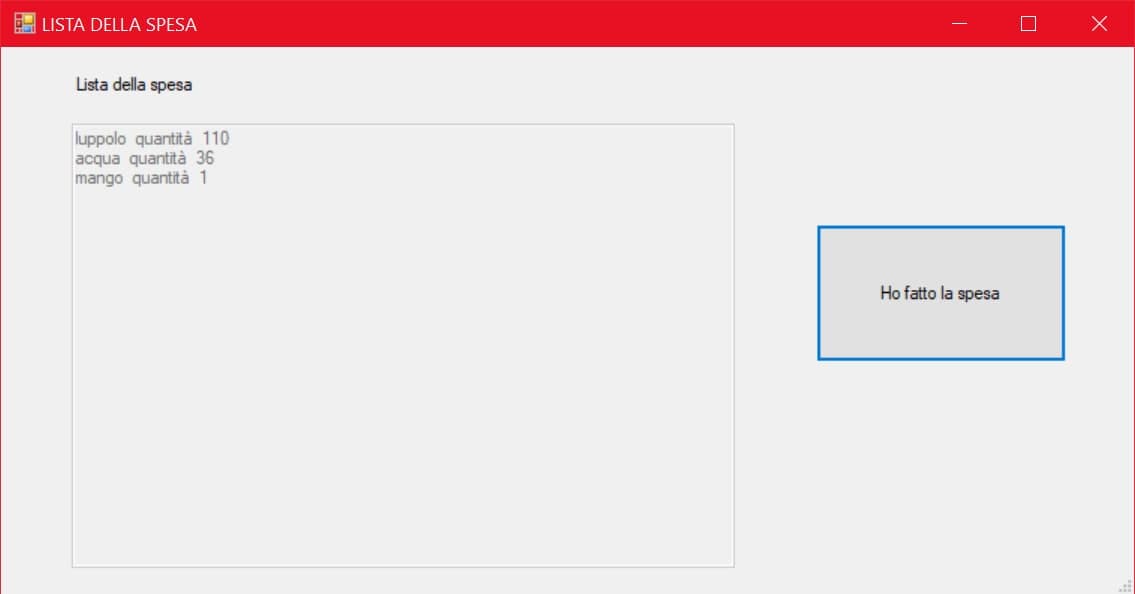 LISTA DELLA SPESA
Lista della spesa
luppolo quantità 110
acqua quantità 36
mango quantità 1
Ho fatto la spesa